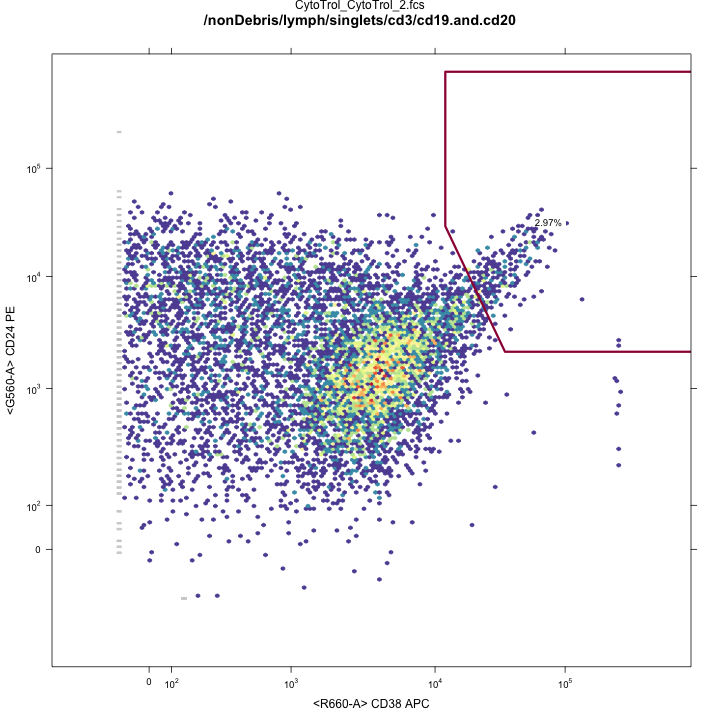 CytoTrol_CytoTrol_2.fcs
/nonDebris/lymph/singlets/cd3/cd19.and.cd20
10^5
2.97%
10^4
<G560-A> CD24 PE
10^3
10^2
0
0 10^2 10^3 10^4 10^5
<R660-A> CD38 APC